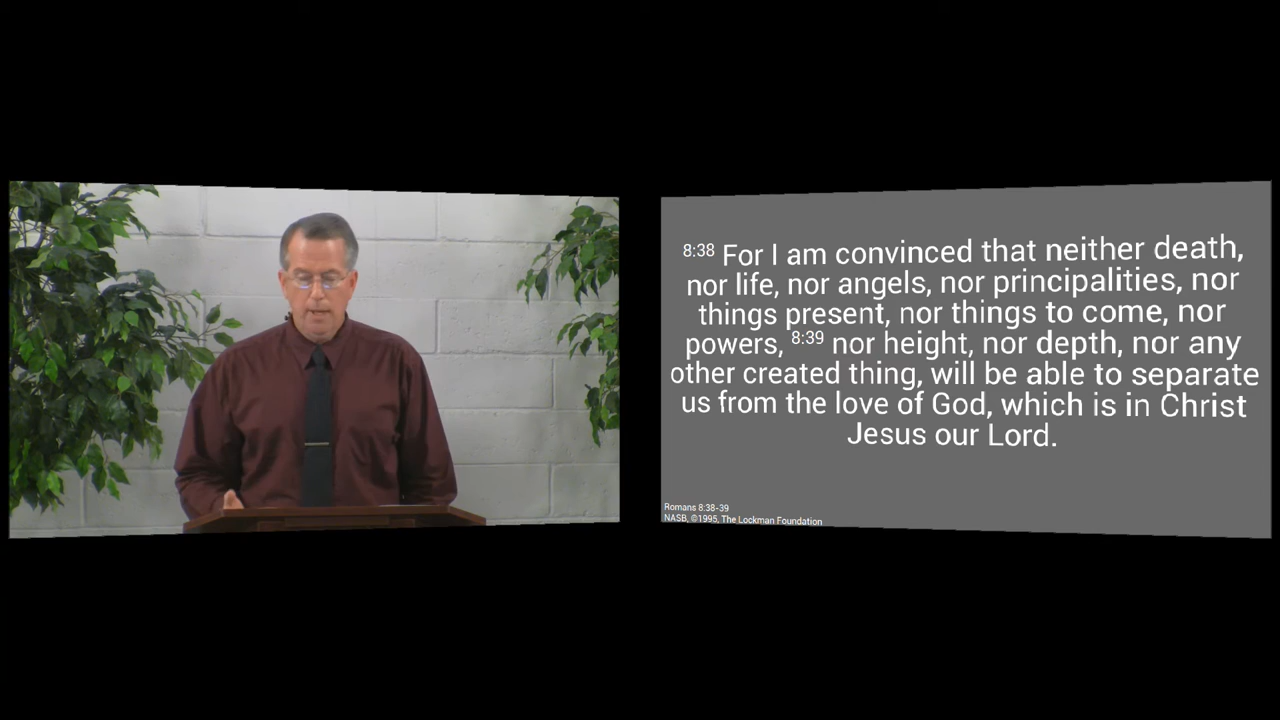 8:38 For I am convinced that neither death,
nor life, nor angels, nor principalities, nor
things present, nor things to come, nor
powers, 8:39 nor height, nor depth, nor any
other created thing, will be able to separate
us from the love of God, which is in Christ
Jesus our Lord.
Romans 8:38-39
NASB, ©1995, The Lockman Foundation